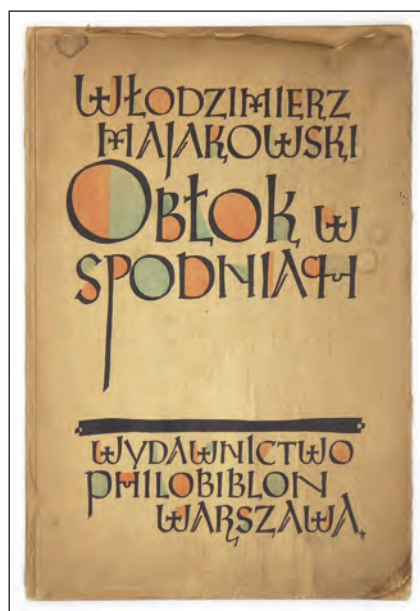 WŁODZIMIERZ
MAJAKOWSKI
OBŁOK W
SPODNIACH
WYDAWNICTWO
PHILOBIBLON
WARSZAWA